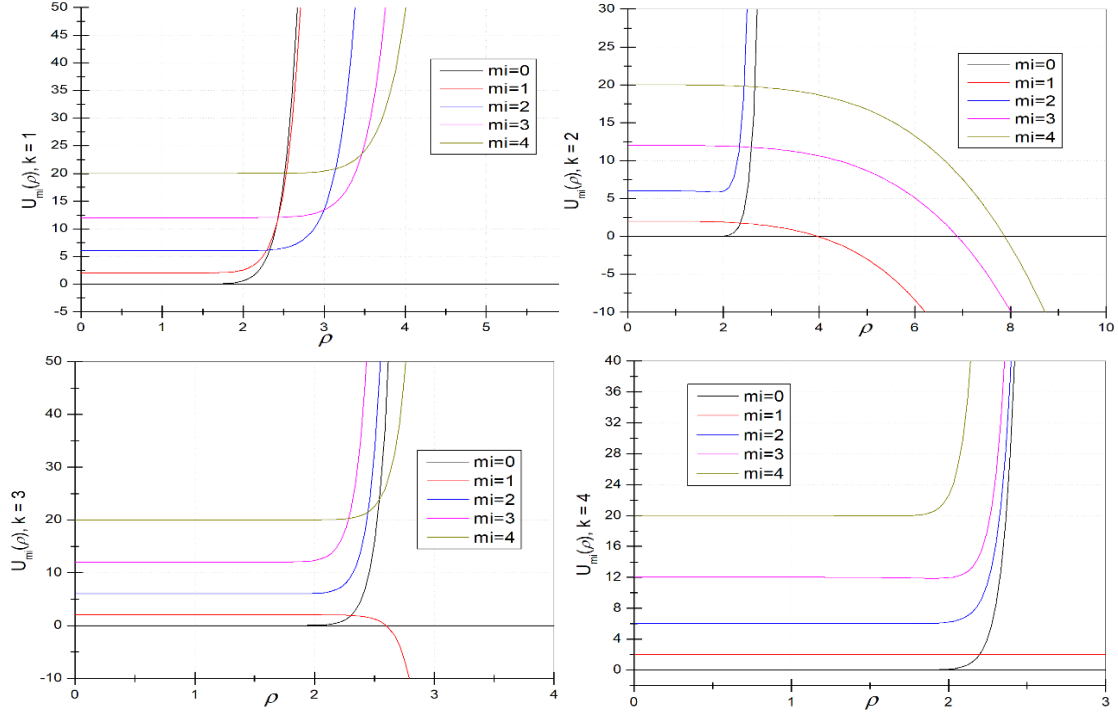 U_mi(ρ), k = 1
50
45
40
35
30
25
20
15
10
5
0
-5
mi=0
mi=1
mi=2
mi=3
mi=4
0 1 2 3 4 5
ρ
U_mi(ρ), k = 2
30
25
20
15
10
5
0
-5
-10
mi=0
mi=1
mi=2
mi=3
mi=4
0 2 4 6 8 10
ρ
U_mi(ρ), k = 3
50
40
30
20
10
0
-10
mi=0
mi=1
mi=2
mi=3
mi=4
0 1 2 3 4
ρ
U_mi(ρ), k = 4
40
36
32
28
24
20
16
12
8
4
0
mi=0
mi=1
mi=2
mi=3
mi=4
0 1 2 3
ρ